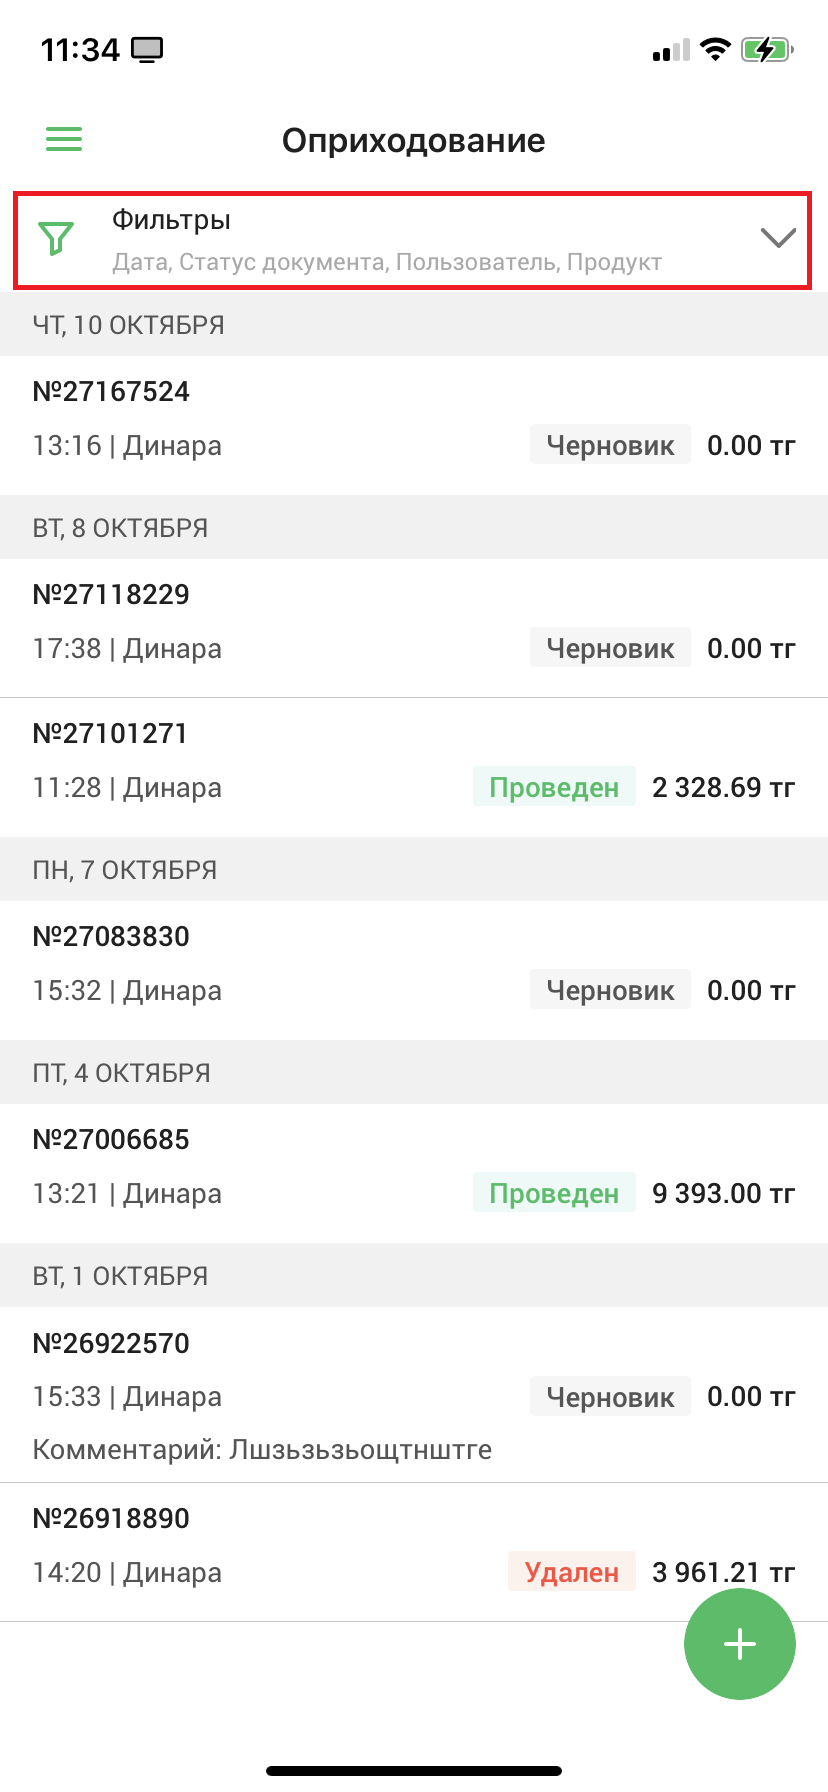 11:34
Оприходование
Фильтры
Дата, Статус документа, Пользователь, Продукт
ЧТ, 10 ОКТЯБРЯ
№27167524
13:16 | Динара Черновик 0.00 тг
ВТ, 8 ОКТЯБРЯ
№27118229
17:38 | Динара Черновик 0.00 тг
№27101271
11:28 | Динара Проведен 2 328.69 тг
ПН, 7 ОКТЯБРЯ
№27083830
15:32 | Динара Черновик 0.00 тг
ПТ, 4 ОКТЯБРЯ
№27006685
13:21 | Динара Проведен 9 393.00 тг
ВТ, 1 ОКТЯБРЯ
№26922570
15:33 | Динара Черновик 0.00 тг
Комментарий: Лшзьзьзьощтнштге
№26918890
14:20 | Динара Удален 3 961.21 тг